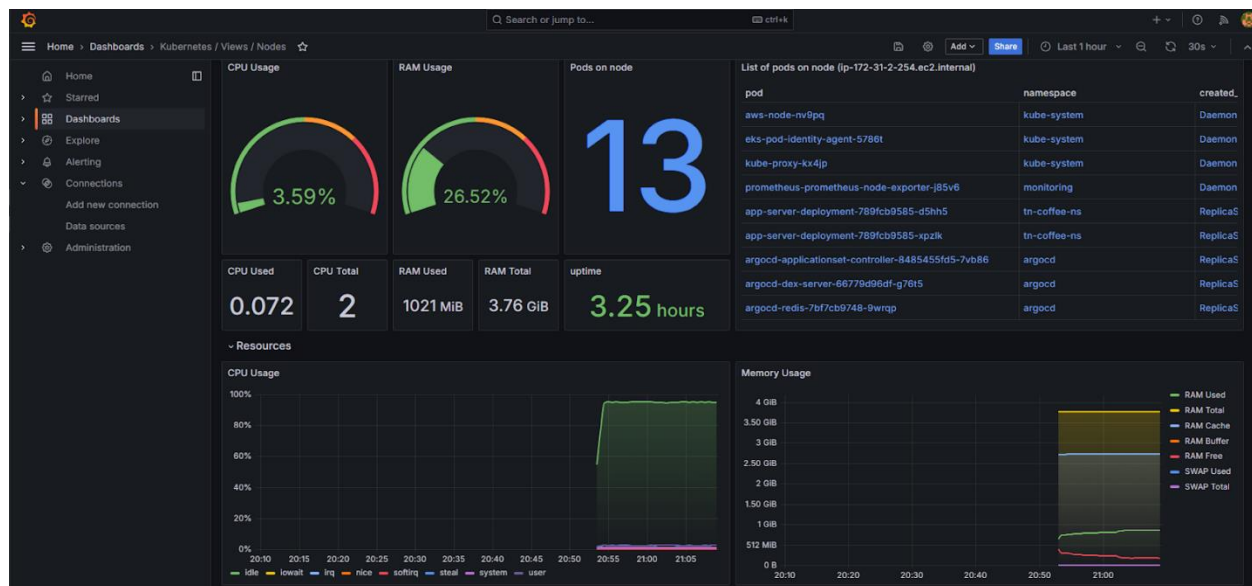 Search or jump to... ctrl+k
Home › Dashboards › Kubernetes / Views / Nodes
Add Share Last 1 hour 30s
Home
Starred
Dashboards
Explore
Alerting
Connections
Add new connection
Data sources
Administration
CPU Usage
3.59%
RAM Usage
26.52%
Pods on node
13
CPU Used
0.072
CPU Total
2
RAM Used
1021 MiB
RAM Total
3.76 GiB
uptime
3.25 hours
List of pods on node (ip-172-31-2-254.ec2.internal)
pod namespace created_
aws-node-nv9pq kube-system Daemon
eks-pod-identity-agent-5786t kube-system Daemon
kube-proxy-kx4jp kube-system Daemon
prometheus-prometheus-node-exporter-j85v6 monitoring Daemon
app-server-deployment-789fcb9585-d5hh5 tn-coffee-ns ReplicaS
app-server-deployment-789fcb9585-xpzlk tn-coffee-ns ReplicaS
argocd-applicationset-controller-8485455fd5-7vb86 argocd ReplicaS
argocd-dex-server-66779d96df-g76t5 argocd ReplicaS
argocd-redis-7bf7cb9748-9wrqp argocd ReplicaS
Resources
CPU Usage
100%
80%
60%
40%
20%
0%
20:10 20:15 20:20 20:25 20:30 20:35 20:40 20:45 20:50 20:55 21:00 21:05
idle iowait irq nice softirq steal system user
Memory Usage
4 GiB
3.50 GiB
3 GiB
2.50 GiB
2 GiB
1.50 GiB
1 GiB
512 MiB
0 B
20:10 20:20 20:30 20:40 20:50 21:00
RAM Used
RAM Total
RAM Cache
RAM Buffer
RAM Free
SWAP Used
SWAP Total